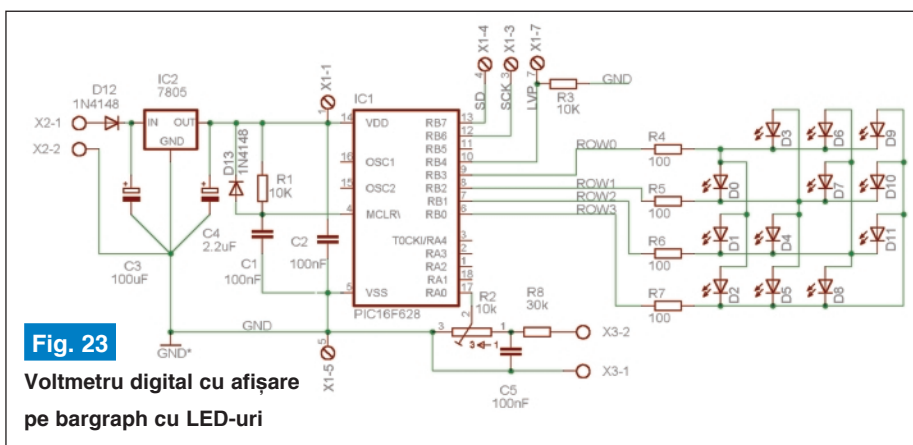 D12
1N4148
IC2
7805
IN OUT
GND
X2-1
X2-2
X1-1
1
X1-4
X1-3
X1-7
4
3
7
SD
SCK
LVP
R3
10K
GND
IC1
14 VDD
16 OSC1
15 OSC2
4 MCLR\
5 VSS
RB7 13
RB6 12
RB5 11
RB4 10
RB3 9
RB2 8
RB1 7
RB0 6
T0CKI/RA4 3
RA3 2
RA2 1
RA1 18
RA0 17
PIC16F628
D13
1N4148
R1
10K
C4
2.2uF
C3
100uF
C1
100nF
C2
100nF
ROW0
ROW1
ROW2
ROW3
R4
100
R5
100
R6
100
R7
100
D3
D6
D9
D0
D7
D10
D1
D4
D11
D2
D5
D8
R2
10k
2
3
1
3 1
R8
30k
X3-2
X3-1
C5
100nF
GND
5
X1-5
GND*
Fig. 23
Voltmetru digital cu afișare
pe bargraph cu LED-uri